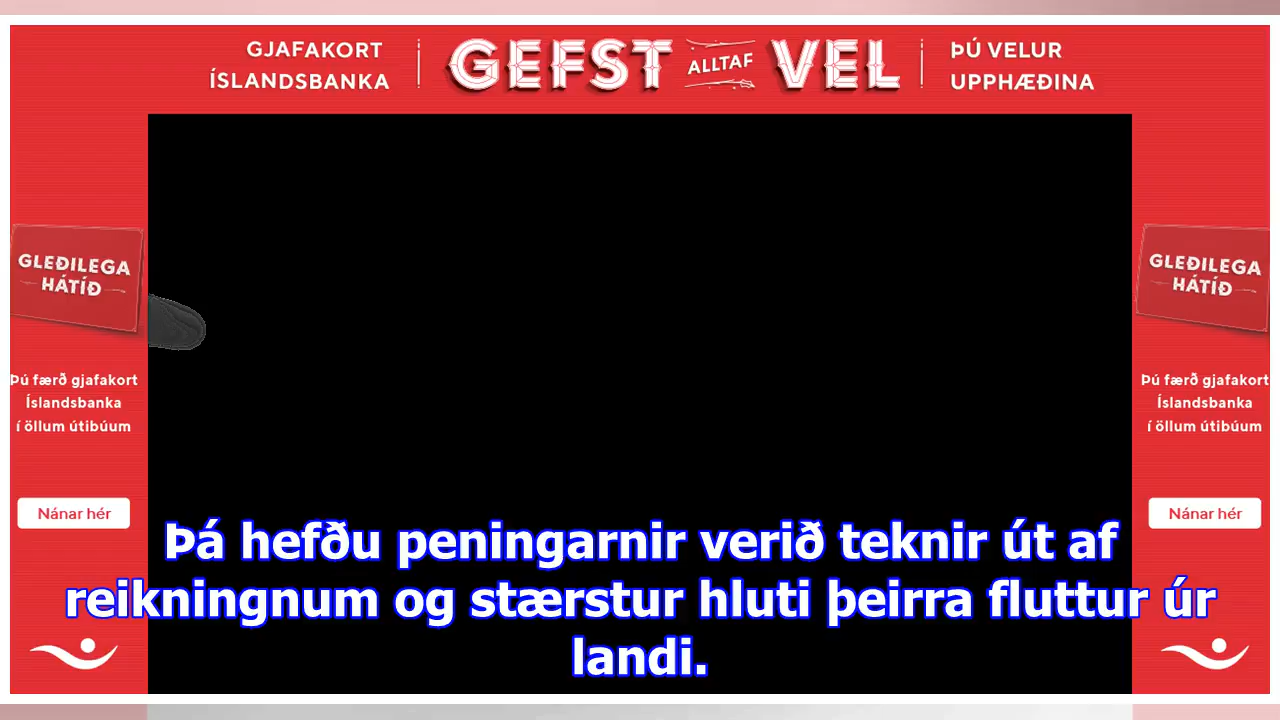 GJAFAKORT
ÍSLANDSBANKA
GEFST ALLTAF VEL
ÞÚ VELUR
UPPHÆÐINA
GLEÐILEGA
HÁTÍÐ
Þú færð gjafakort
Íslandsbanka
í öllum útibúum
Nánar hér
GLEÐILEGA
HÁTÍÐ
Þú færð gjafakort
Íslandsbanka
í öllum útibúum
Nánar hér
Þá hefðu peningarnir verið teknir út af
reikningnum og stærstur hluti þeirra fluttur úr
landi.